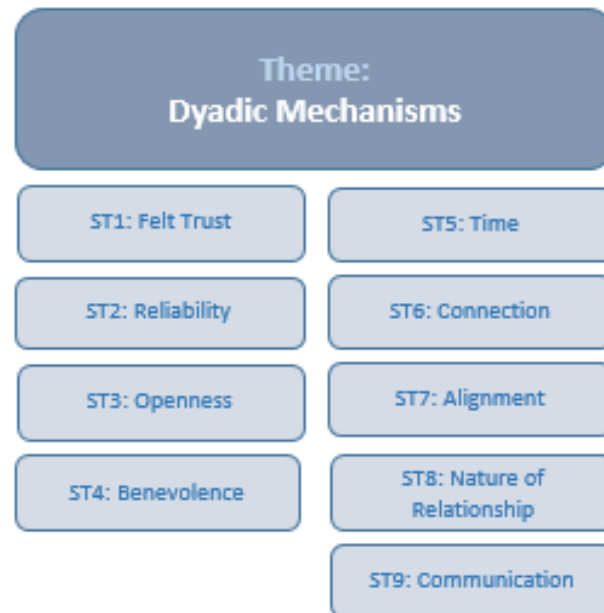 Theme:
Dyadic Mechanisms
ST1: Felt Trust
ST2: Reliability
ST3: Openness
ST4: Benevolence
ST5: Time
ST6: Connection
ST7: Alignment
ST8: Nature of
Relationship
ST9: Communication